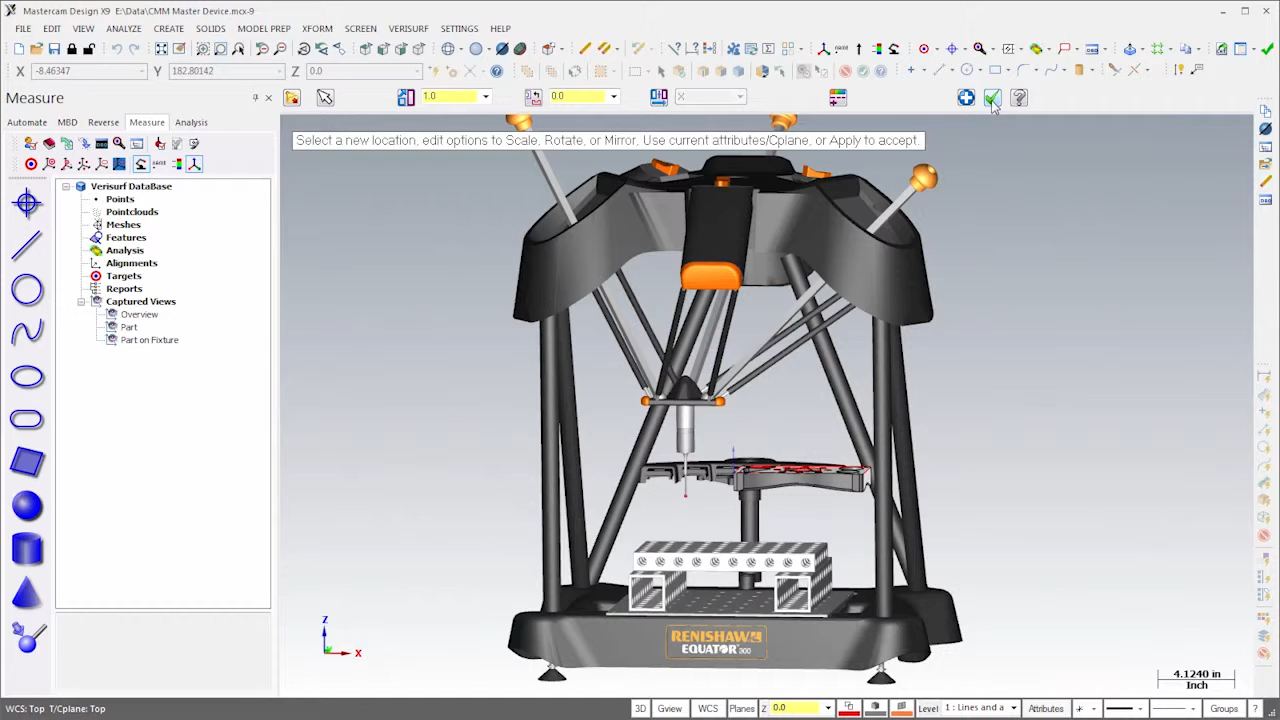 Mastercam Design X9 E:\Data\CMM Master Device.mcx-9
FILE EDIT VIEW ANALYZE CREATE SOLIDS MODEL PREP XFORM SCREEN VERISURF SETTINGS HELP
X -8.46347 Y 182.80142 Z 0.0
Measure 1.0 0.0 X
Select a new location, edit options to Scale, Rotate, or Mirror, Use current attributes/Cplane, or Apply to accept.
Automate MBD Reverse Measure Analysis
Verisurf DataBase
Points
Pointclouds
Meshes
Features
Analysis
Alignments
Targets
Reports
Captured Views
Overview
Part
Part on Fixture
RENISHAW
EQUATOR 300
Z
X
4.1240 in
Inch
WCS: Top T/Cplane: Top 3D Gview WCS Planes Z 0.0 Level 1 : Lines and a Attributes Groups ?